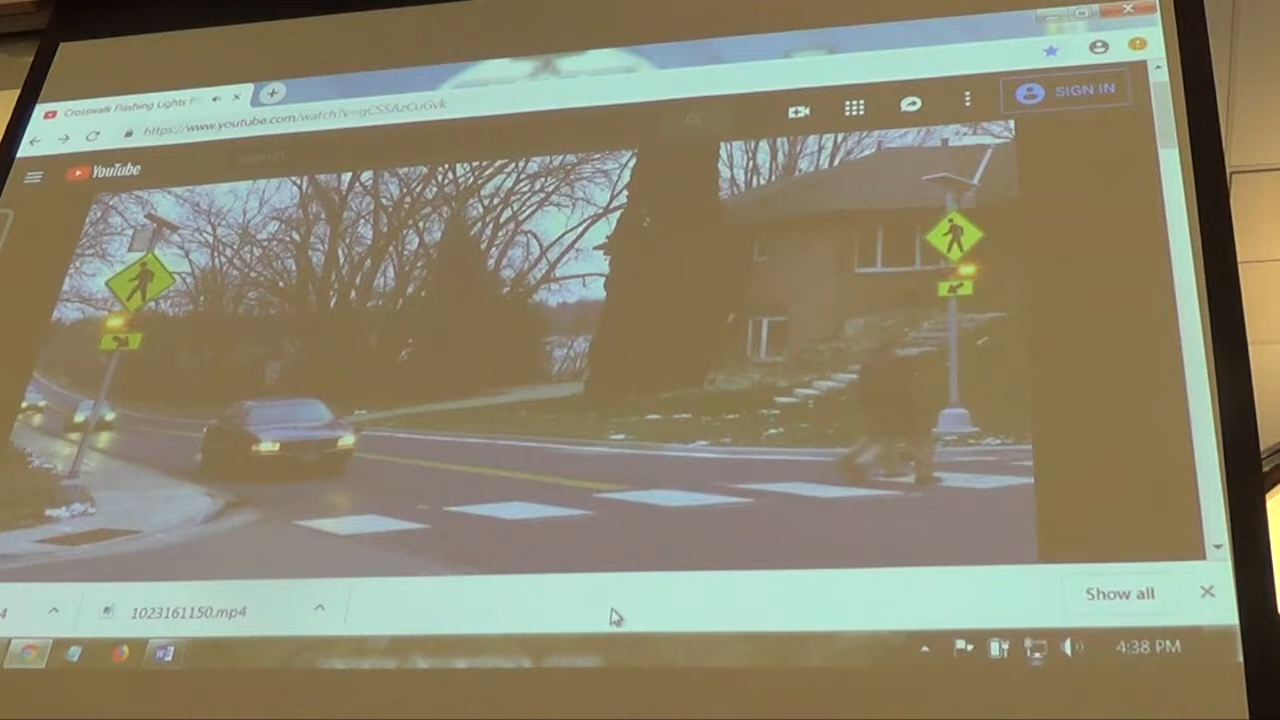 Crosswalk Flashing Lights
https://www.youtube.com/watch?v=gCSSAzCuGvk
SIGN IN
YouTube
4
1023161150.mp4
Show all
4:38 PM